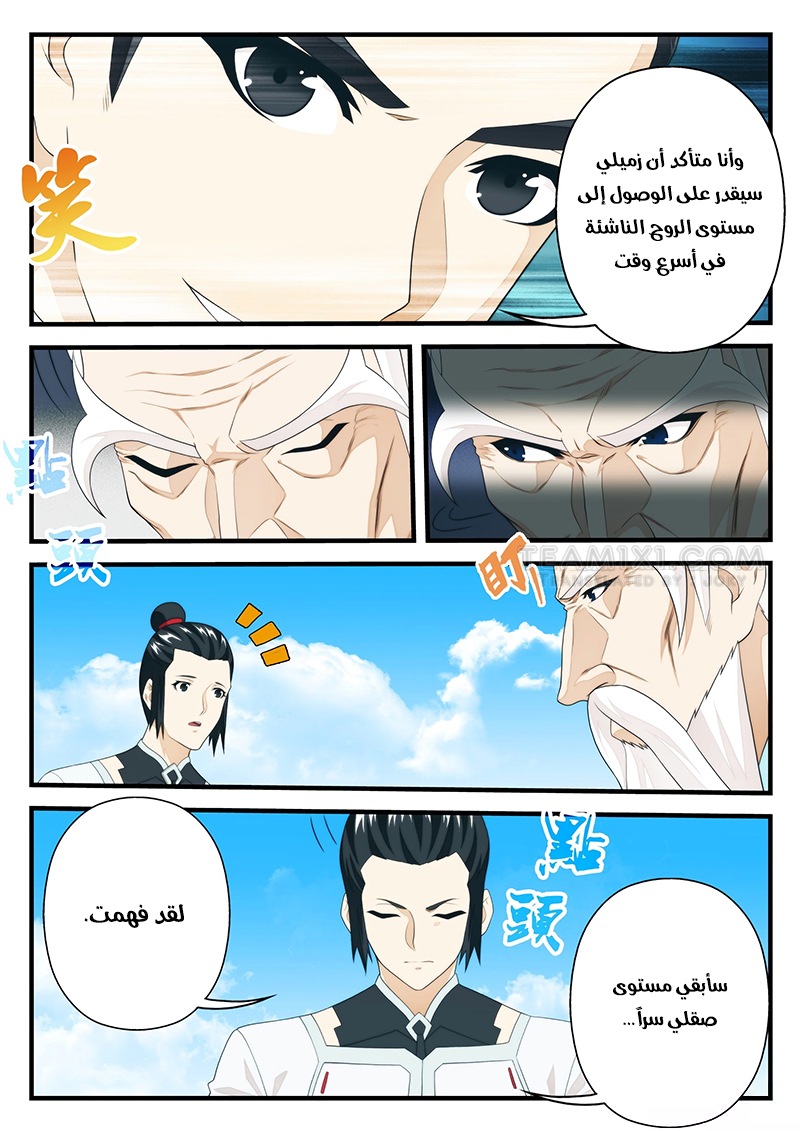 وأنا متأكد أن زميلي
سيقدر على الوصول إلى
مستوى الروح الناشئة
في أسرع وقت
笑
點
頭
盯
TEAM1X1.COM
點
頭
سأبقي مستوى
صقلي سراً...
لقد فهمت.